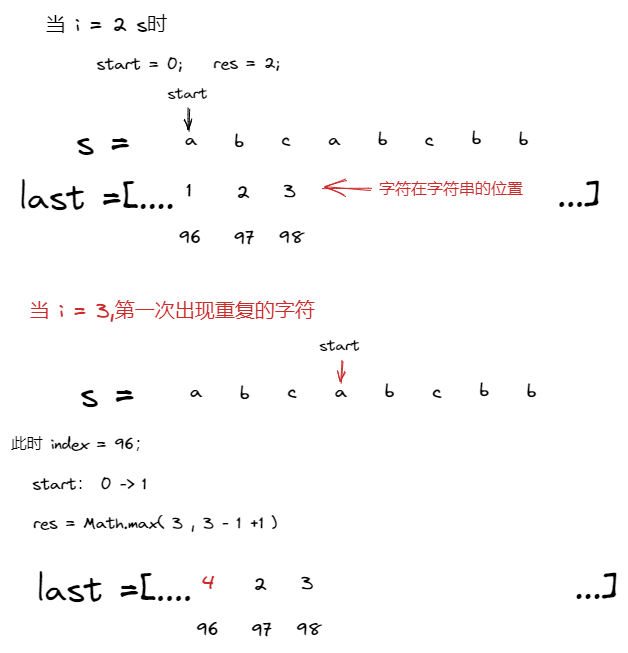 当 i = 2 s时
start = 0; res = 2;
start
s = a b c a b c b b
last =[.... 1 2 3 字符在字符串的位置 ...]
96 97 98
当 i = 3,第一次出现重复的字符
start
s = a b c a b c b b
此时 index = 96;
start: 0 -> 1
res = Math.max( 3 , 3 - 1 +1 )
last =[.... 4 2 3 ...]
96 97 98